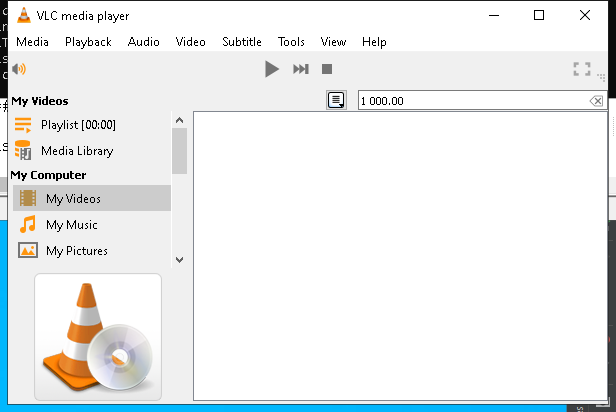 VLC media player
Media Playback Audio Video Subtitle Tools View Help
My Videos
1 000.00
Playlist [00:00]
Media Library
My Computer
My Videos
My Music
My Pictures